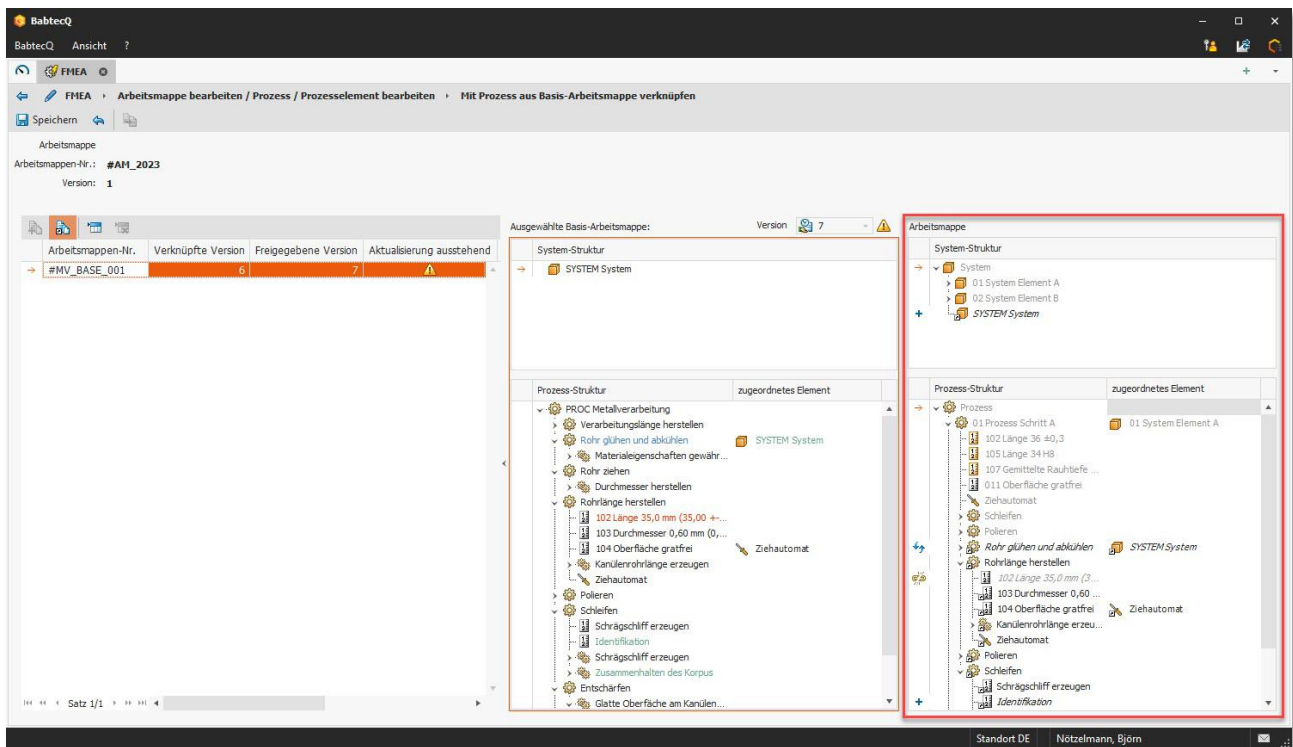 BabtecQ
BabtecQ Ansicht ?
FMEA
FMEA Arbeitsmappe bearbeiten / Prozess / Prozesselement bearbeiten Mit Prozess aus Basis-Arbeitsmappe verknüpfen
Speichern
Arbeitsmappe
Arbeitsmappen-Nr.: #AM_2023
Version: 1
Arbeitsmappen-Nr. Verknüpfte Version Freigegebene Version Aktualisierung ausstehend
#MV_BASE_001 6 7
Satz 1/1
Ausgewählte Basis-Arbeitsmappe: Version 7
System-Struktur
SYSTEM System
Prozess-Struktur zugeordnetes Element
PROC Metallverarbeitung
Verarbeitungslänge herstellen
Rohr glühen und abkühlen SYSTEM System
Materialeigenschaften gewähr...
Rohr ziehen
Durchmesser herstellen
Rohrlänge herstellen
102 Länge 35,0 mm (35,00 +-...
103 Durchmesser 0,60 mm (0,...
104 Oberfläche gratfrei Ziehautomat
Kanülenrohrlänge erzeugen
Ziehautomat
Polieren
Schleifen
Schrägschliff erzeugen
Identifikation
Schrägschliff erzeugen
Zusammenhalten des Korpus
Entschärfen
Glatte Oberfäche am Kanülen...
Arbeitsmappe
System-Struktur
System
01 System Element A
02 System Element B
SYSTEM System
Prozess-Struktur zugeordnetes Element
Prozess
01 Prozess Schritt A 01 System Element A
102 Länge 36 ±0,3
105 Länge 34 H8
107 Gemittelte Rauhtiefe ...
011 Oberfläche gratfrei
Ziehautomat
Schleifen
Polieren
Rohr glühen und abkühlen SYSTEM System
Rohrlänge herstellen
102 Länge 35,0 mm (3...
103 Durchmesser 0,60 ...
104 Oberfläche gratfrei Ziehautomat
Kanülenrohrlänge erzeu...
Ziehautomat
Polieren
Schleifen
Schrägschliff erzeugen
Identifikation
Standort DE Nötzelmann, Björn